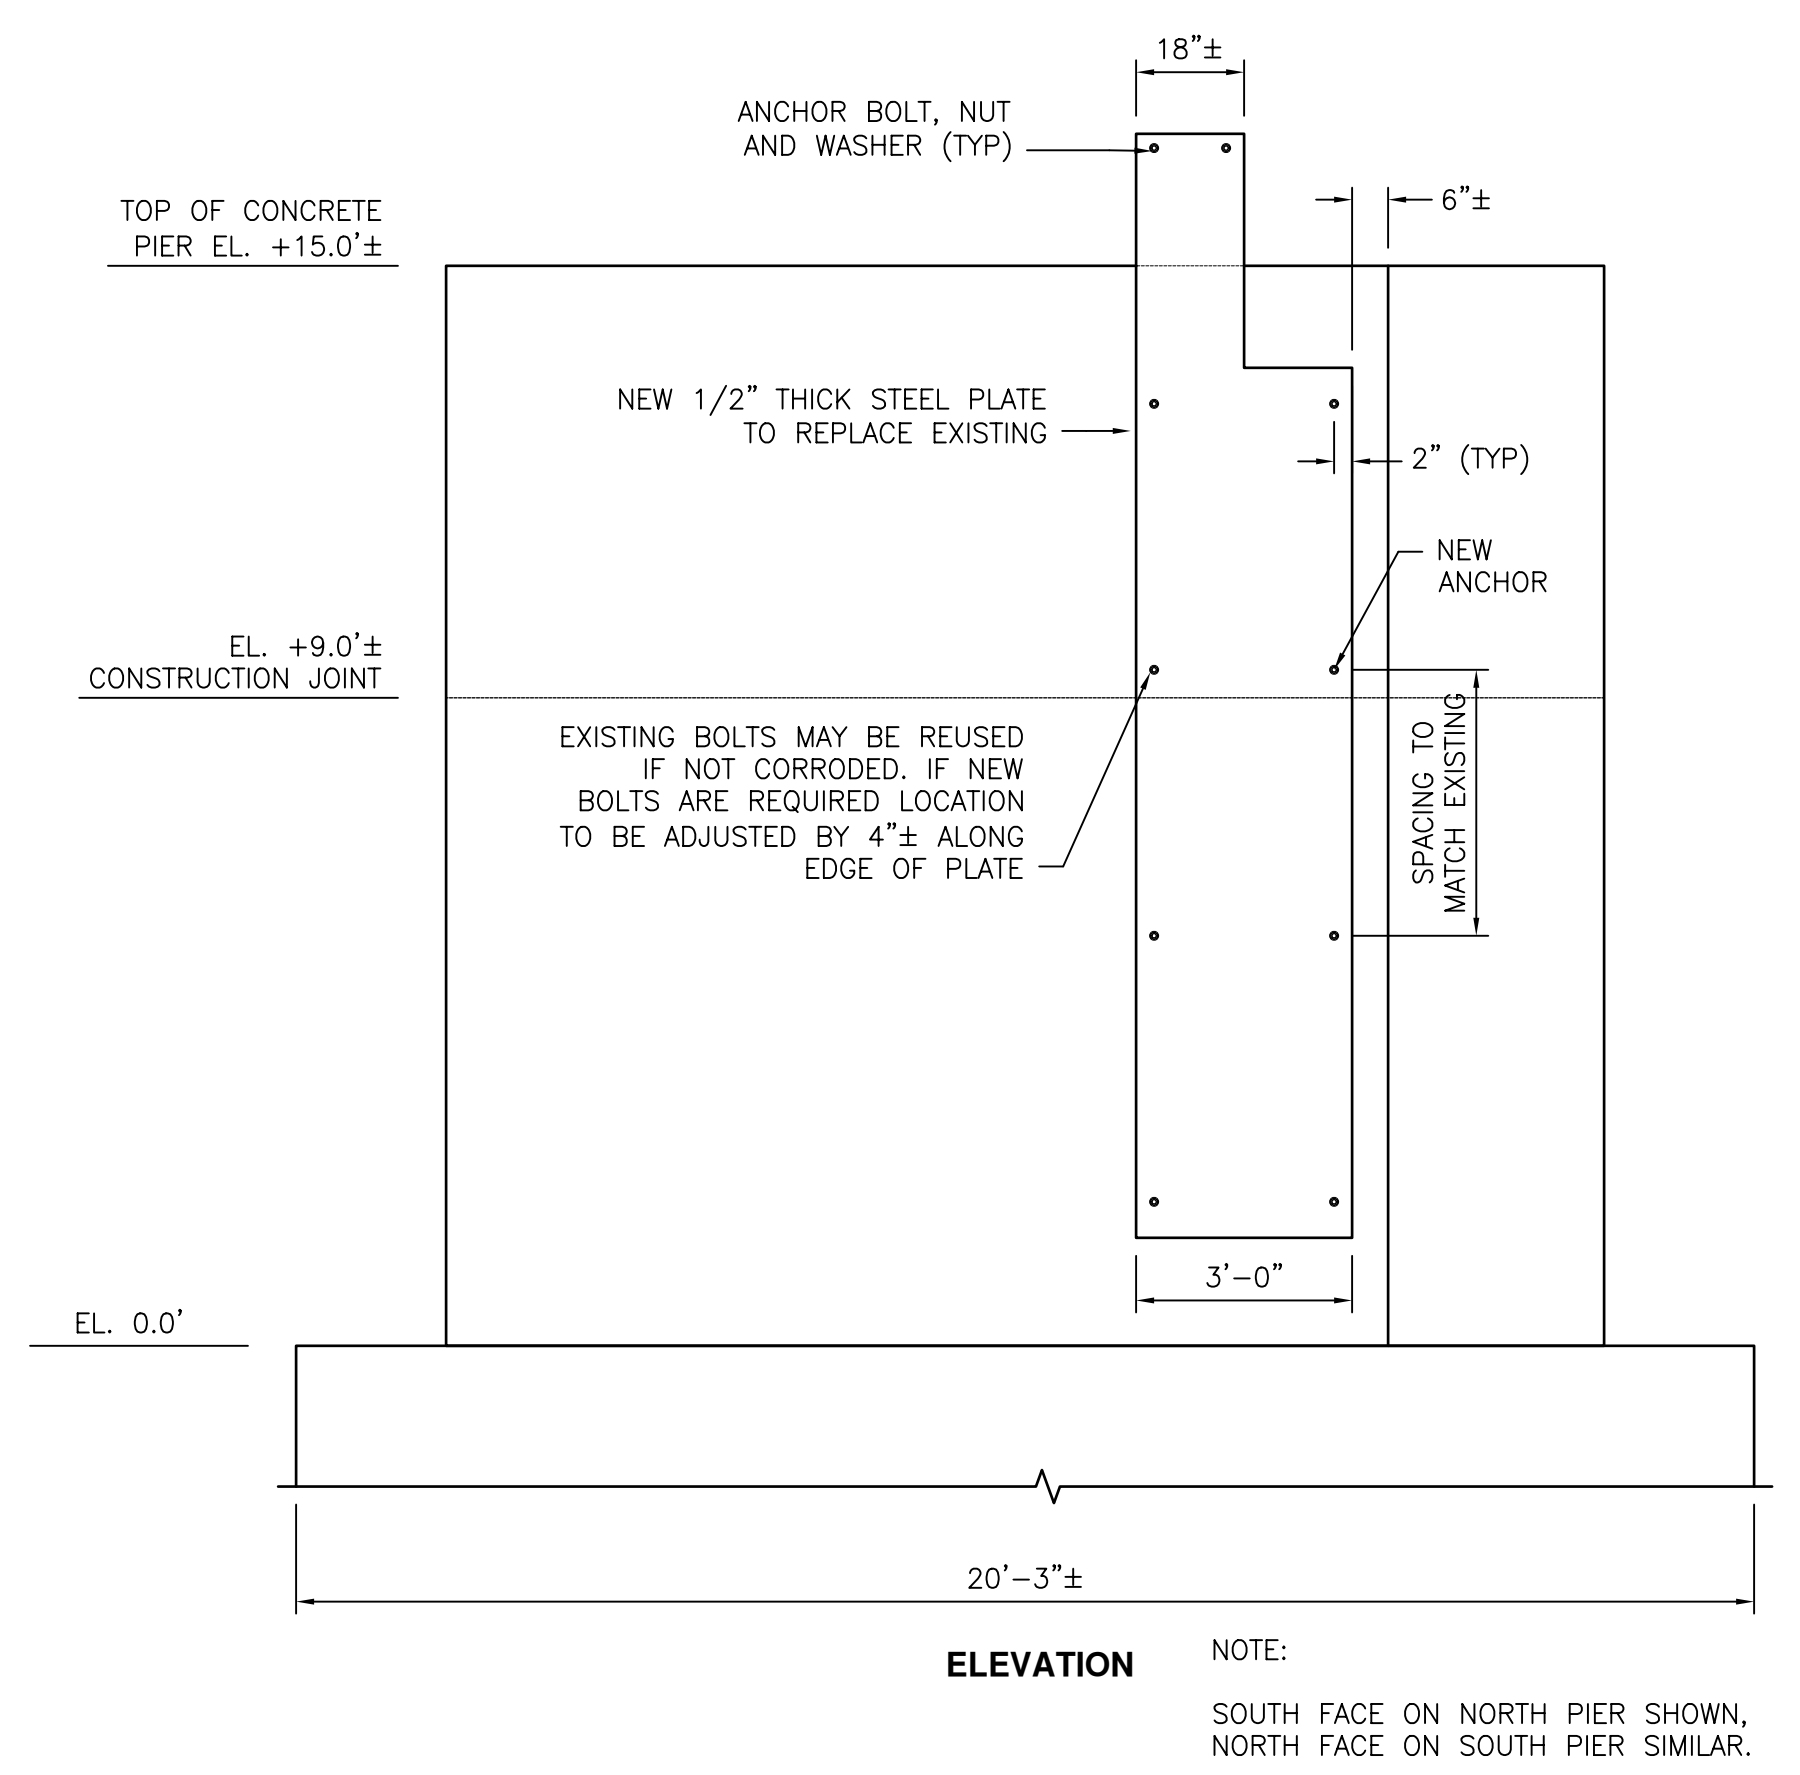 18"±
ANCHOR BOLT, NUT
AND WASHER (TYP)
6"±
TOP OF CONCRETE
PIER EL. +15.0'±
NEW 1/2" THICK STEEL PLATE
TO REPLACE EXISTING
2" (TYP)
NEW
ANCHOR
EL. +9.0'±
CONSTRUCTION JOINT
EXISTING BOLTS MAY BE REUSED
IF NOT CORRODED. IF NEW
BOLTS ARE REQUIRED LOCATION
TO BE ADJUSTED BY 4"± ALONG
EDGE OF PLATE
SPACING TO
MATCH EXISTING
3'-0"
EL. 0.0'
20'-3"±
ELEVATION
NOTE:
SOUTH FACE ON NORTH PIER SHOWN,
NORTH FACE ON SOUTH PIER SIMILAR.